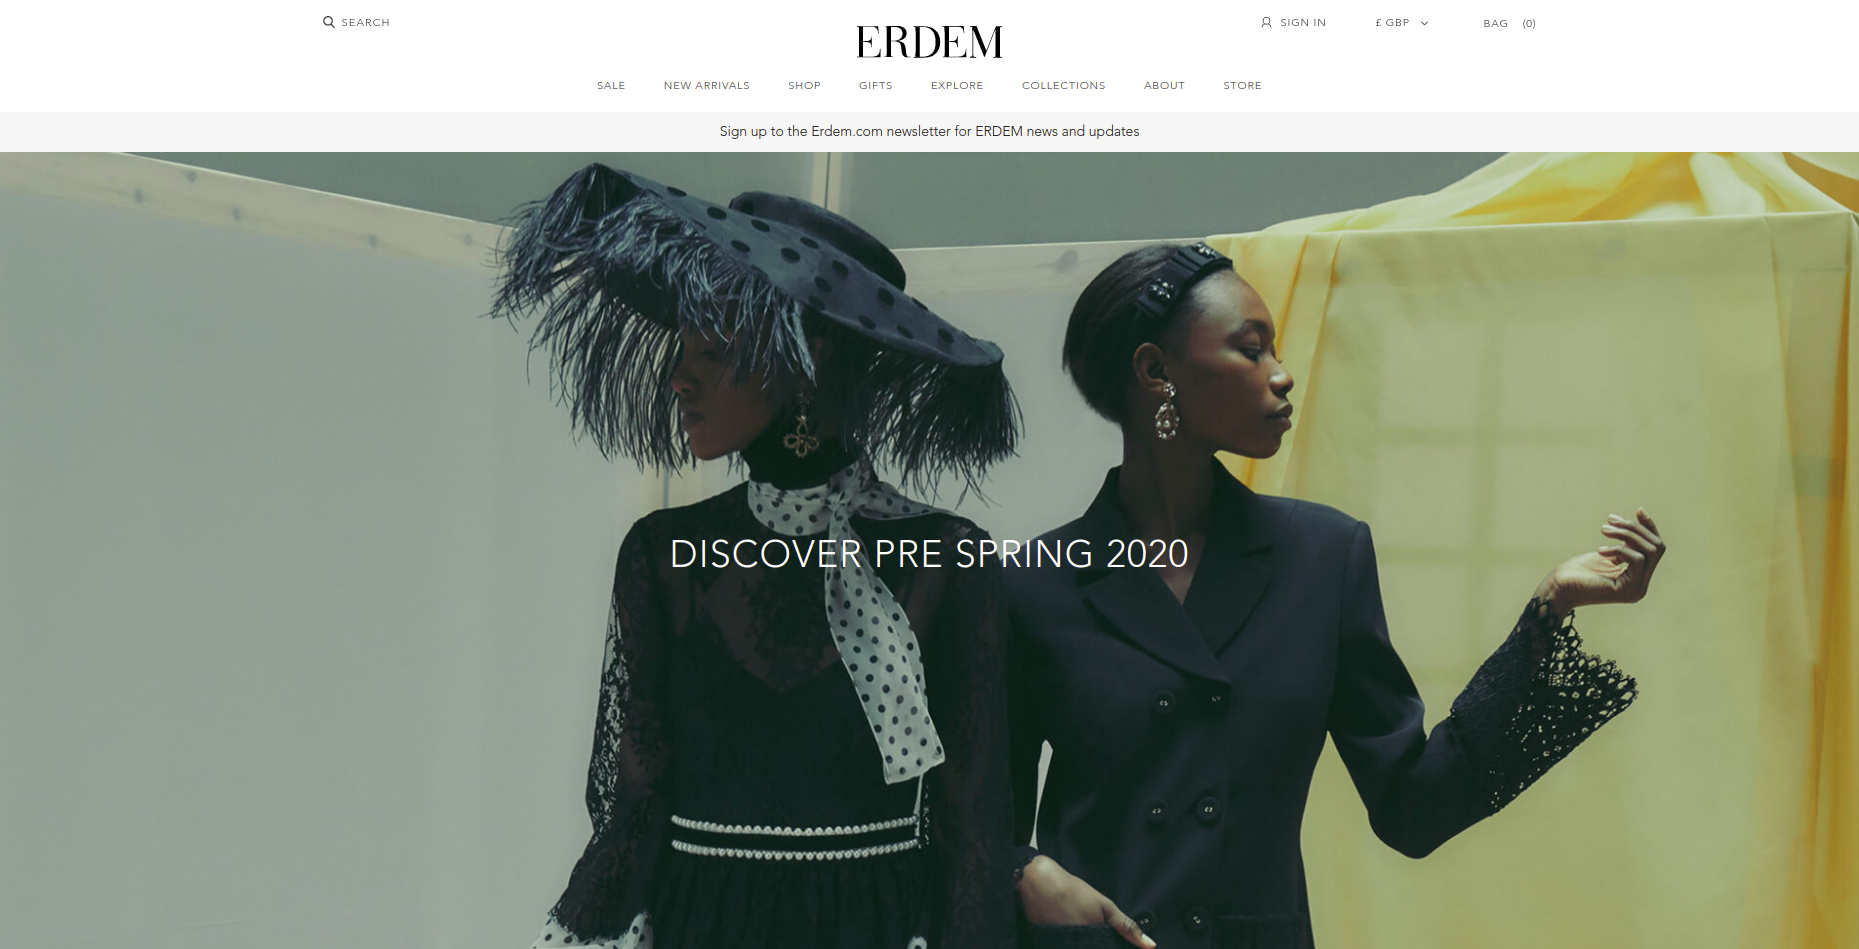 SEARCH
ERDEM
SIGN IN
£ GBP
BAG (0)
SALE NEW ARRIVALS SHOP GIFTS EXPLORE COLLECTIONS ABOUT STORE
Sign up to the Erdem.com newsletter for ERDEM news and updates
DISCOVER PRE SPRING 2020